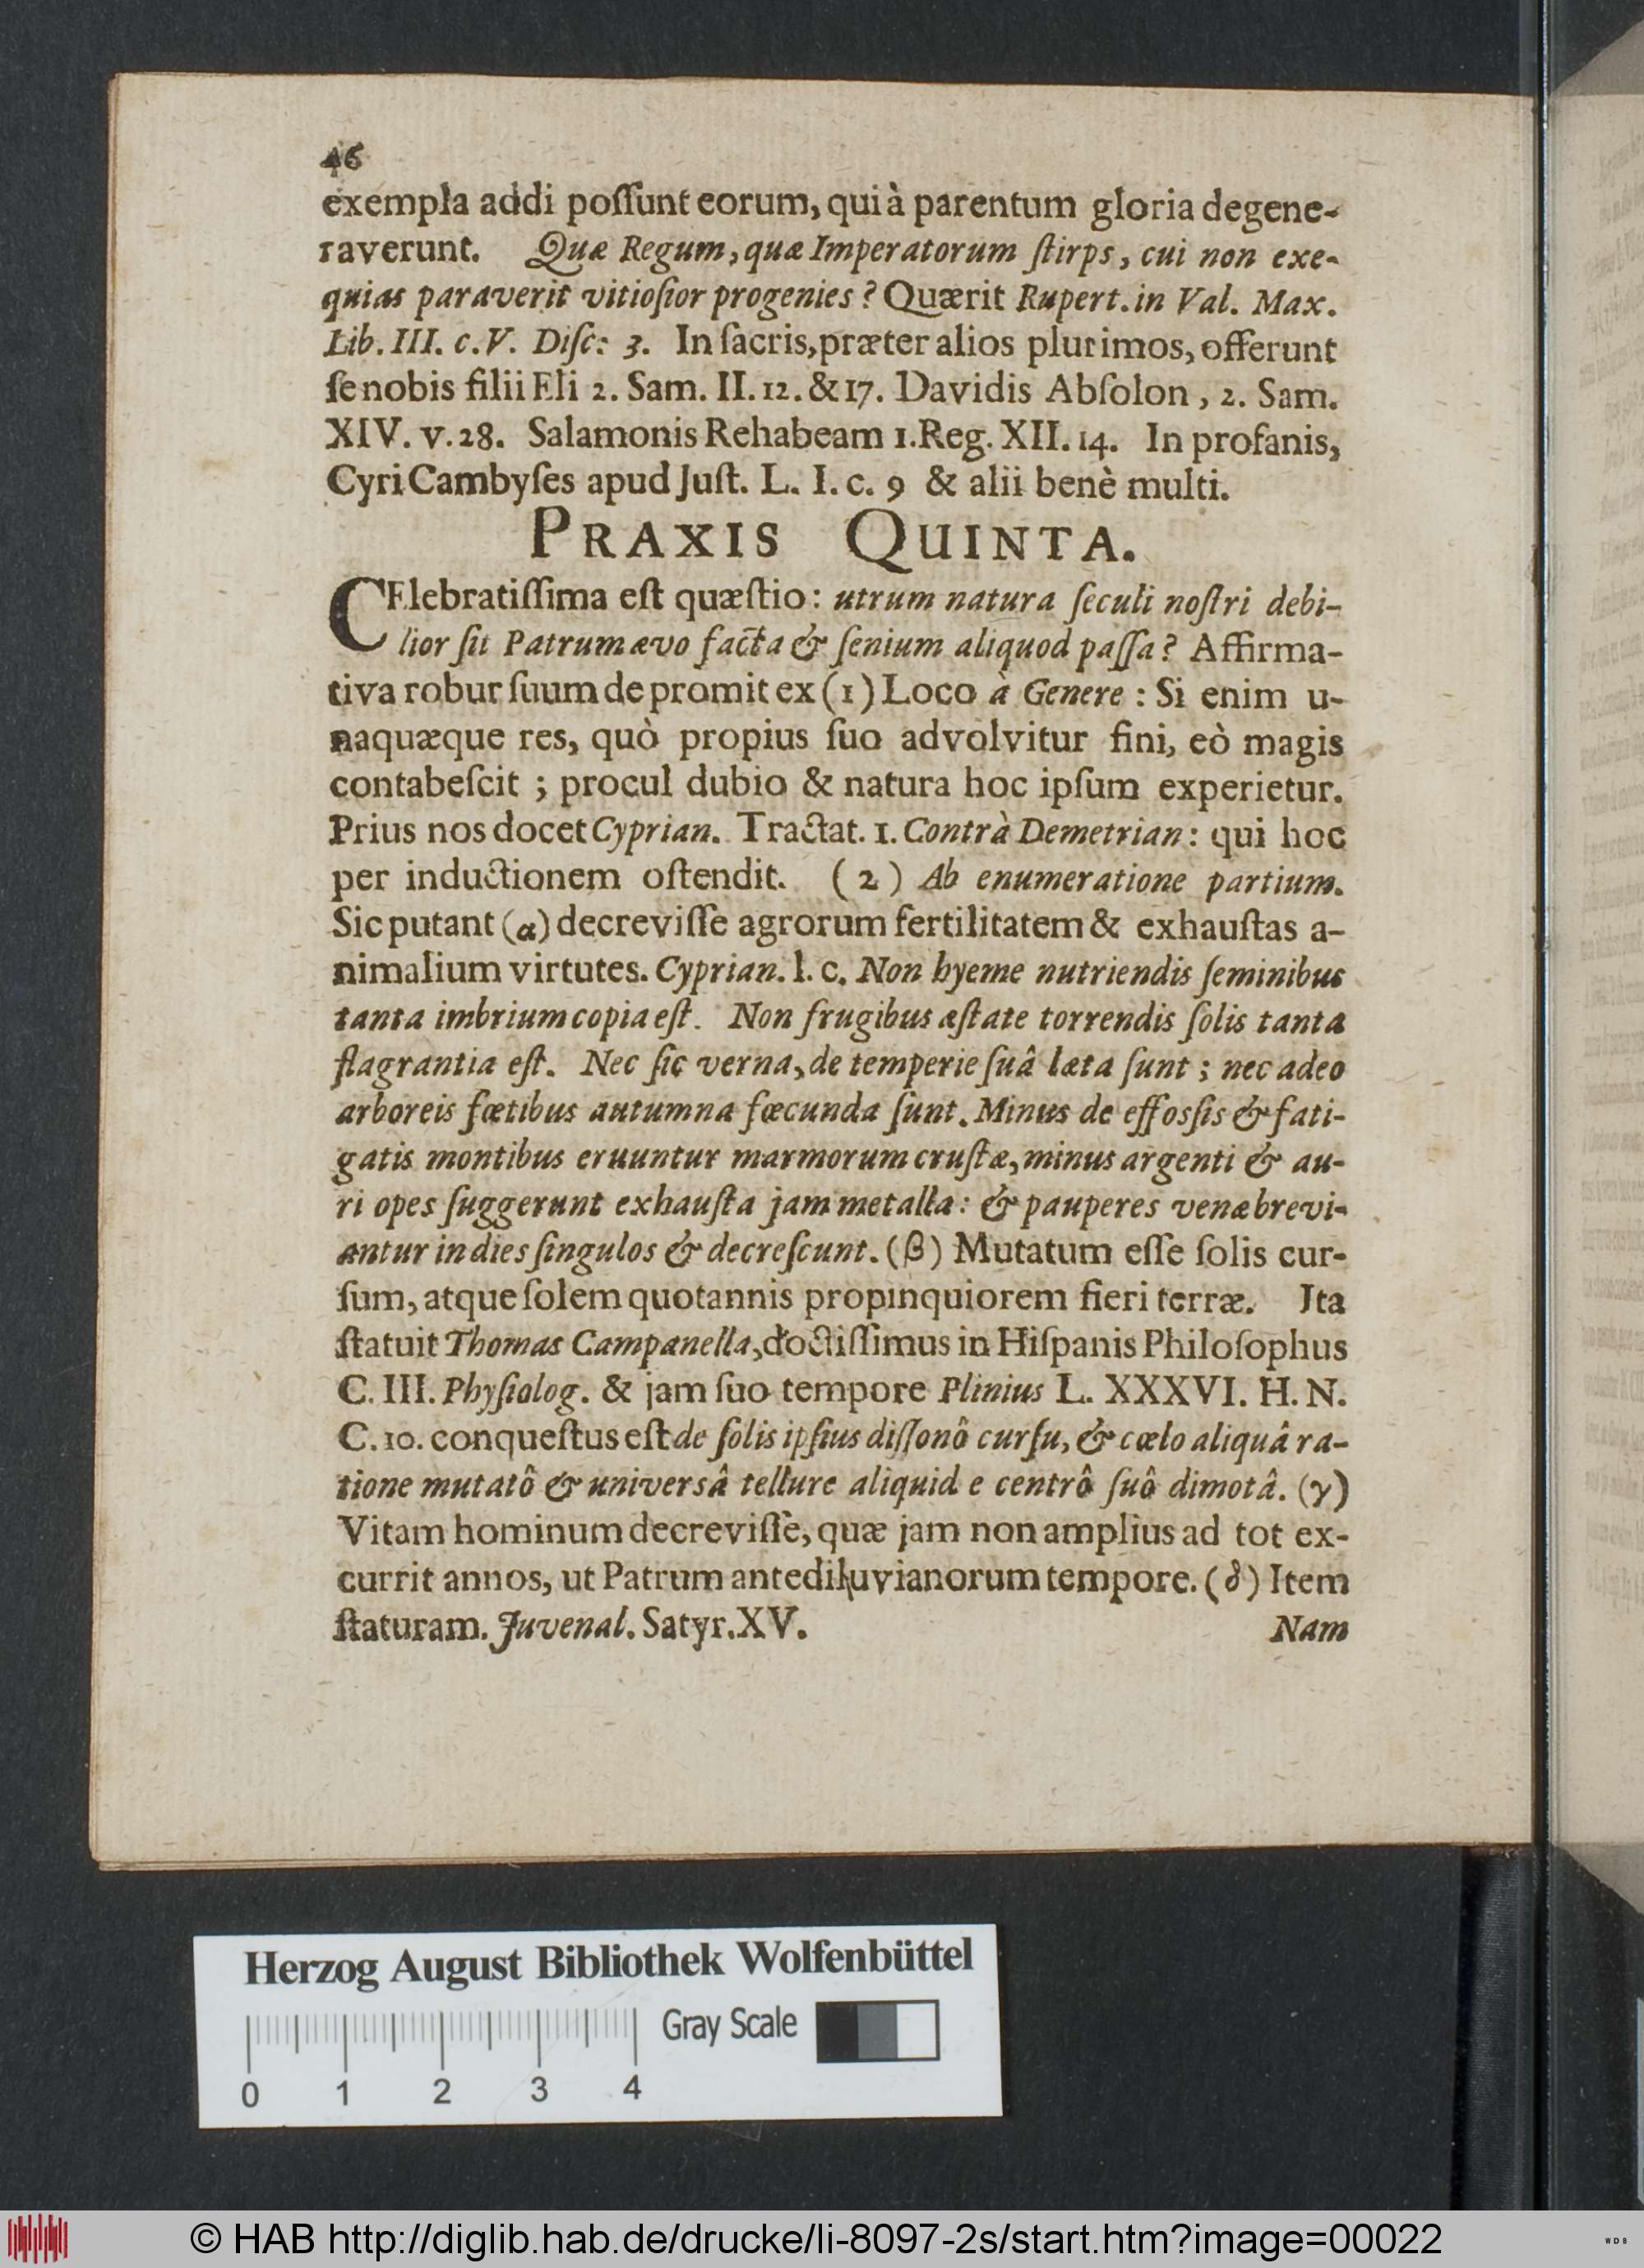 46
exempla addi poſſunt eorum, qui à parentum gloria degene-
raverunt. Quæ Regum, quæ Imperatorum ſtirps, cui non exe-
quias paraverit vitioſior progenies? Quærit Rupert. in Val. Max.
Lib. III. c. V. Diſc: 3. In ſacris, præter alios plurimos, offerunt
ſe nobis filii Eli 2. Sam. II. 12. & 17. Davidis Abſolon, 2. Sam.
XIV. v. 28. Salamonis Rehabeam 1. Reg. XII. 14. In profanis,
Cyri Cambyſes apud Juſt. L. I. c. 9 & alii benè multi.
PRAXIS QUINTA.
CElebratiſſima eſt quæſtio: utrum natura ſeculi noſtri debi-
lior ſit Patrum ævo facta & ſenium aliquod paſſa? Affirma-
tiva robur ſuum depromit ex (1) Loco à Genere: Si enim u-
naquæque res, quò propius ſuo advolvitur fini, eò magis
contabeſcit; procul dubio & natura hoc ipſum experietur.
Prius nos docet Cyprian. Tractat. 1. Contrà Demetrian: qui hoc
per inductionem oſtendit. (2) Ab enumeratione partium.
Sic putant (α) decreviſſe agrorum fertilitatem & exhauſtas a-
nimalium virtutes. Cyprian. l. c. Non hyeme nutriendis ſeminibus
tanta imbrium copia eſt. Non frugibus æſtate torrendis ſolis tanta
flagrantia eſt. Nec ſic verna, de temperie ſuâ læta ſunt; nec adeo
arboreis fœtibus autumna fœcunda ſunt. Minus de effosſis & fati-
gatis montibus eruuntur marmorum cruſtæ, minus argenti & au-
ri opes ſuggerunt exhauſta jam metalla: & pauperes venæ brevi-
antur in dies ſingulos & decreſcunt. (β) Mutatum eſſe ſolis cur-
ſum, atque ſolem quotannis propinquiorem fieri terræ. Ita
ſtatuit Thomas Campanella, doctiſſimus in Hiſpanis Philoſophus
C. III. Phyſiolog. & jam ſuo tempore Plinius L. XXXVI. H. N.
C. 10. conqueſtus eſt de ſolis ipſius diſſonô curſu, & cœlo aliquâ ra-
tione mutatô & universâ tellure aliquid e centrô ſuô dimotâ. (γ)
Vitam hominum decreviſſe, quæ jam non amplius ad tot ex-
currit annos, ut Patrum antediluvianorum tempore. (δ) Item
ſtaturam. Juvenal. Satyr. XV. Nam
Herzog August Bibliothek Wolfenbüttel
Gray Scale
0 1 2 3 4
© HAB http://diglib.hab.de/drucke/li-8097-2s/start.htm?image=00022
WDB